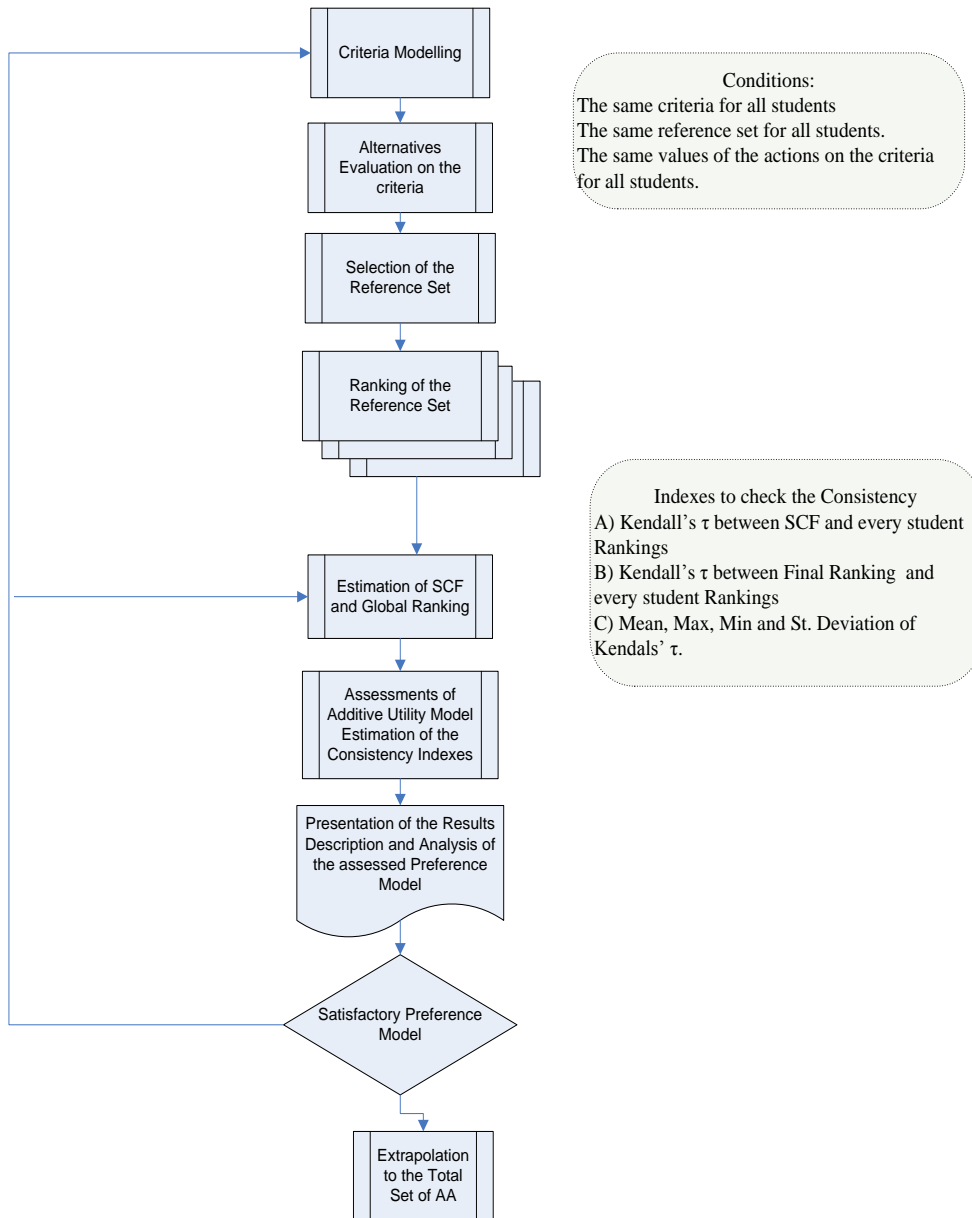 Criteria Modelling
Conditions:
The same criteria for all students
The same reference set for all students.
The same values of the actions on the criteria
for all students.
Alternatives
Evaluation on the
criteria
Selection of the
Reference Set
Ranking of the
Reference Set
Indexes to check the Consistency
A) Kendall’s τ between SCF and every student
Rankings
B) Kendall’s τ between Final Ranking and
every student Rankings
C) Mean, Max, Min and St. Deviation of
Kendals’ τ.
Estimation of SCF
and Global Ranking
Assessments of
Additive Utility Model
Estimation of the
Consistency Indexes
Presentation of the Results
Description and Analysis of
the assessed Preference
Model
Satisfactory Preference
Model
Extrapolation
to the Total
Set of AA